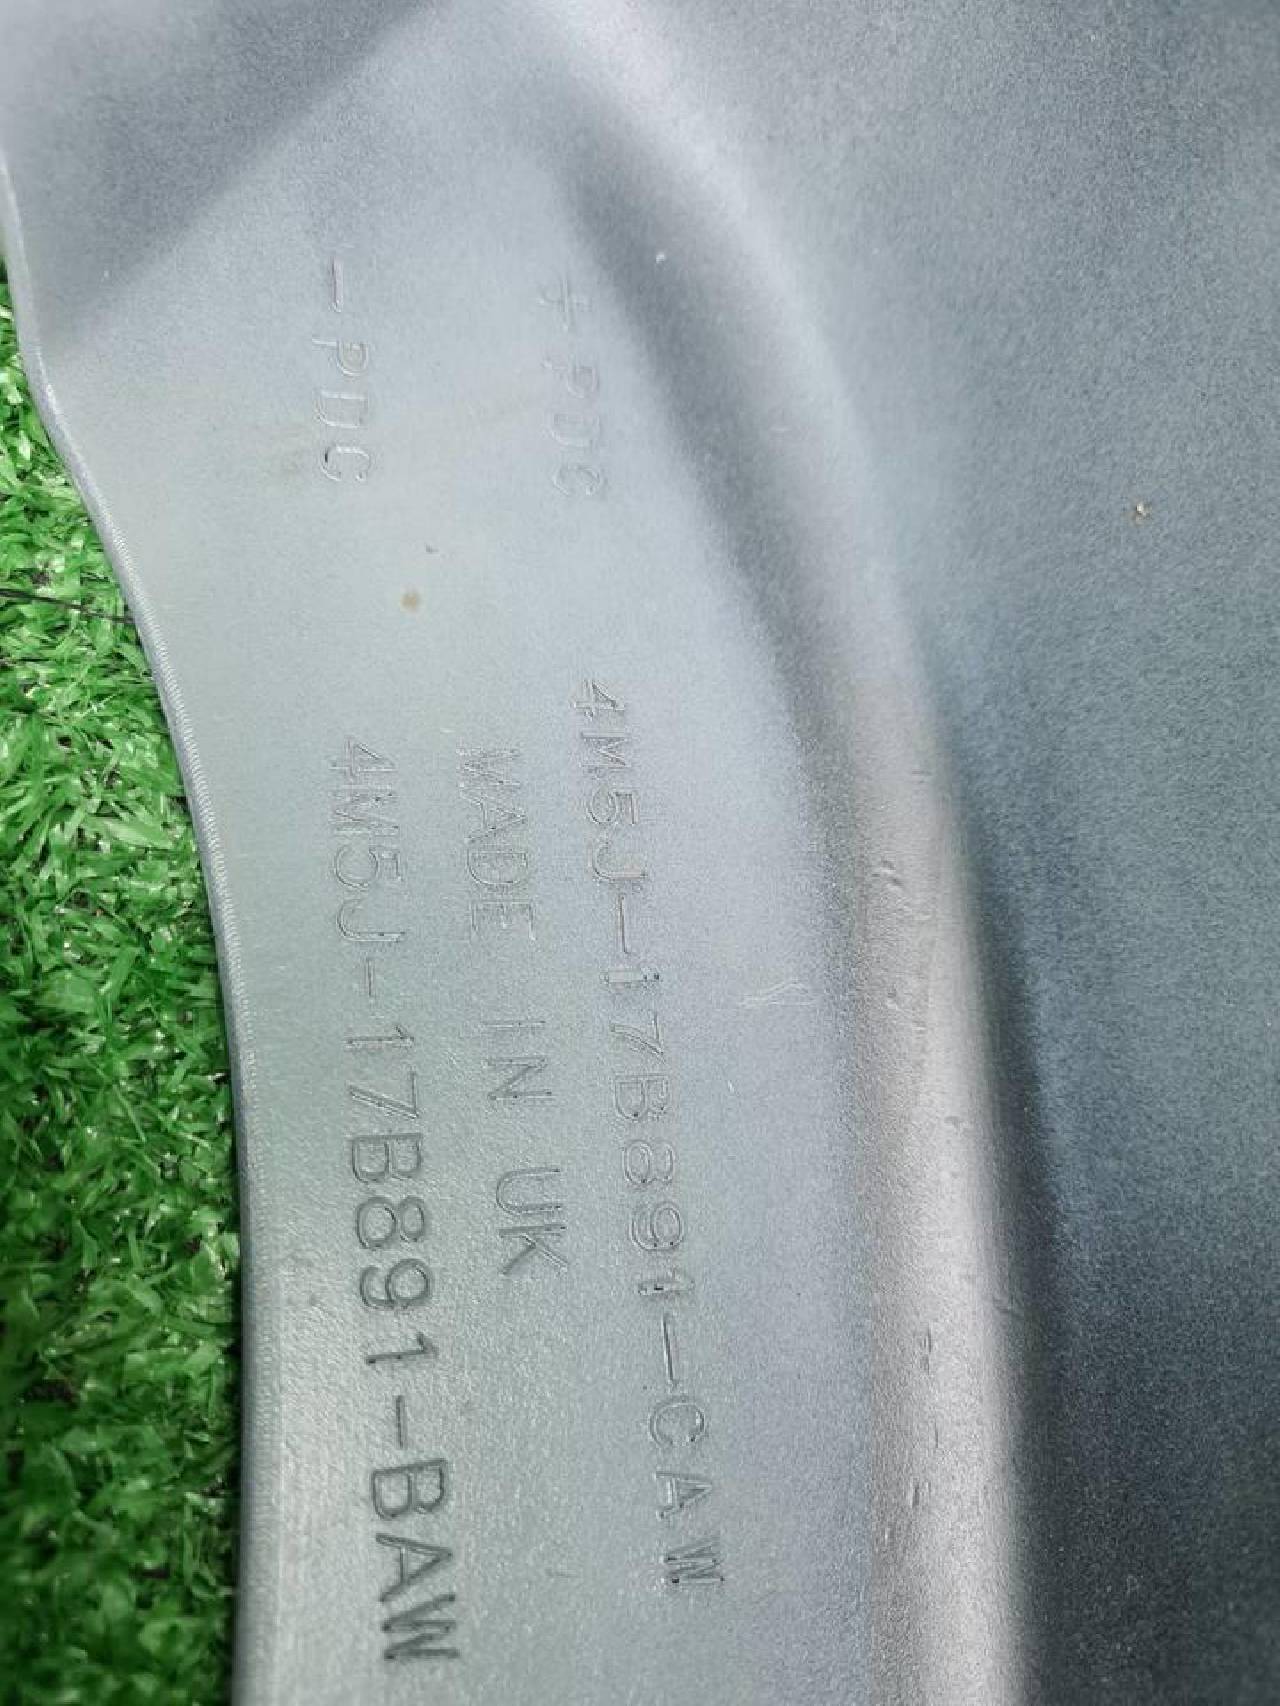 +PDC 4M5J-17B891-CAW
MADE IN UK
-PDC 4M5J-17B891-BAW